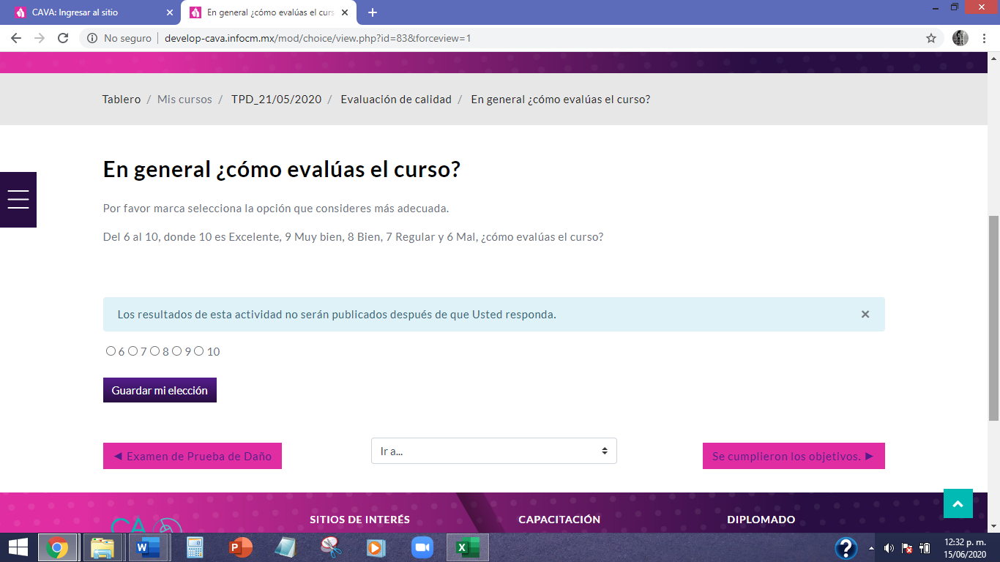 CAVA: Ingresar al sitio
En general ¿cómo evalúas el curs
No seguro
develop-cava.infocm.mx/mod/choice/view.php?id=83&forceview=1
Tablero / Mis cursos / TPD_21/05/2020 / Evaluación de calidad / En general ¿cómo evalúas el curso?
En general ¿cómo evalúas el curso?
Por favor marca selecciona la opción que consideres más adecuada.
Del 6 al 10, donde 10 es Excelente, 9 Muy bien, 8 Bien, 7 Regular y 6 Mal, ¿cómo evalúas el curso?
Los resultados de esta actividad no serán publicados después de que Usted responda.
6 7 8 9 10
Guardar mi elección
◄ Examen de Prueba de Daño
Ir a...
Se cumplieron los objetivos. ►
CA
SITIOS DE INTERÉS
CAPACITACIÓN
DIPLOMADO
12:32 p. m.
15/06/2020